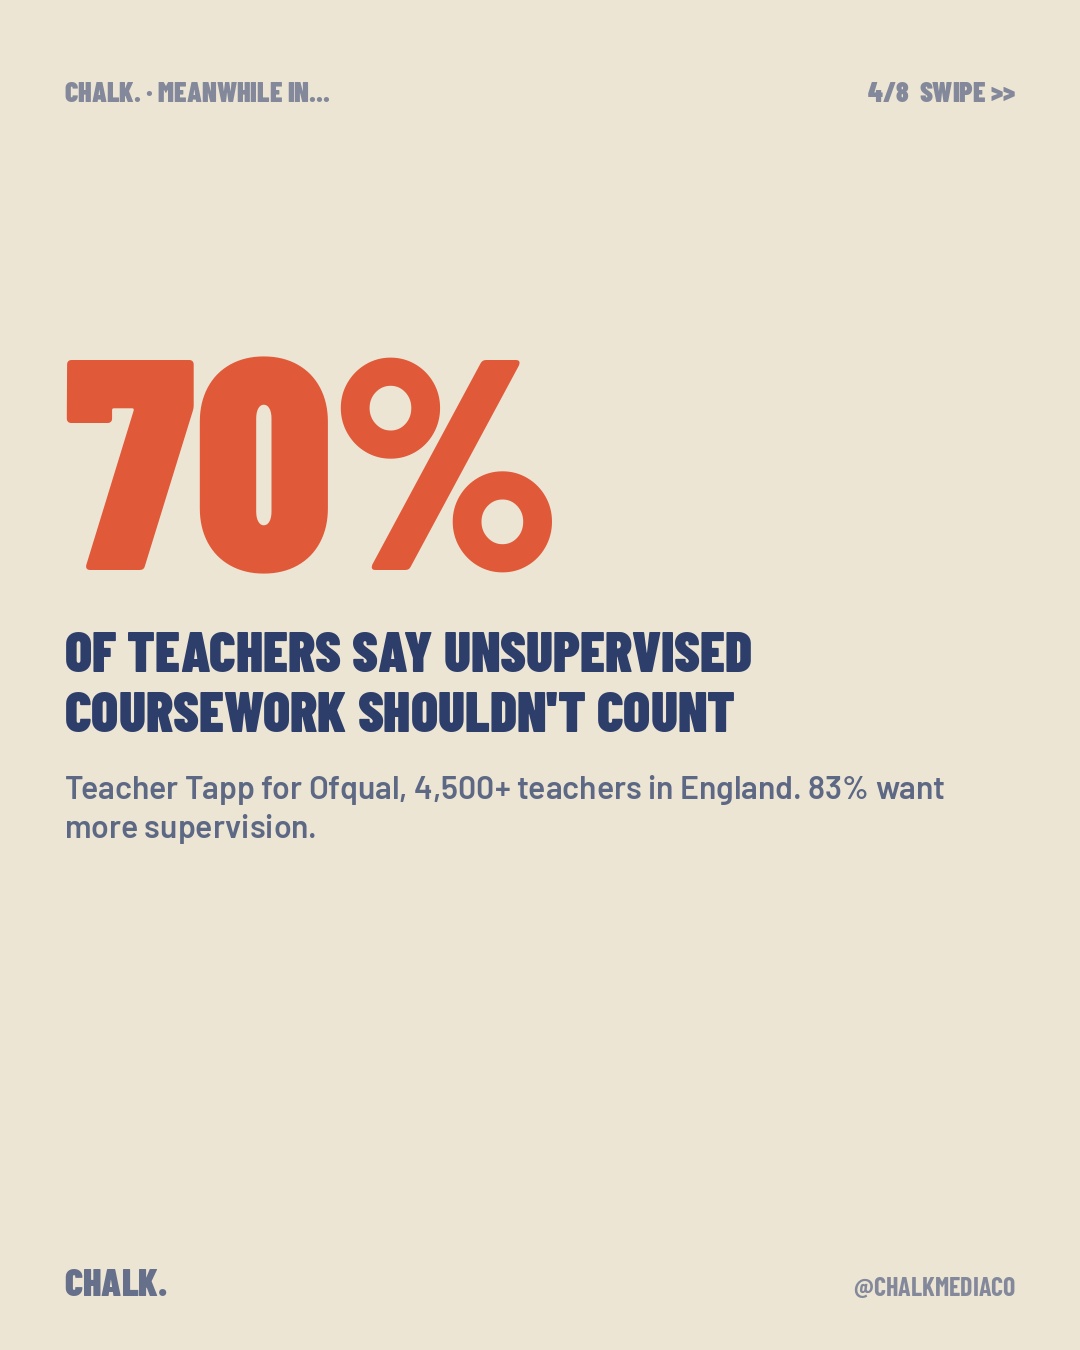 CHALK. · MEANWHILE IN...
4/8 SWIPE >>
70%
OF TEACHERS SAY UNSUPERVISED
COURSEWORK SHOULDN'T COUNT
Teacher Tapp for Ofqual, 4,500+ teachers in England. 83% want
more supervision.
CHALK.
@CHALKMEDIACO